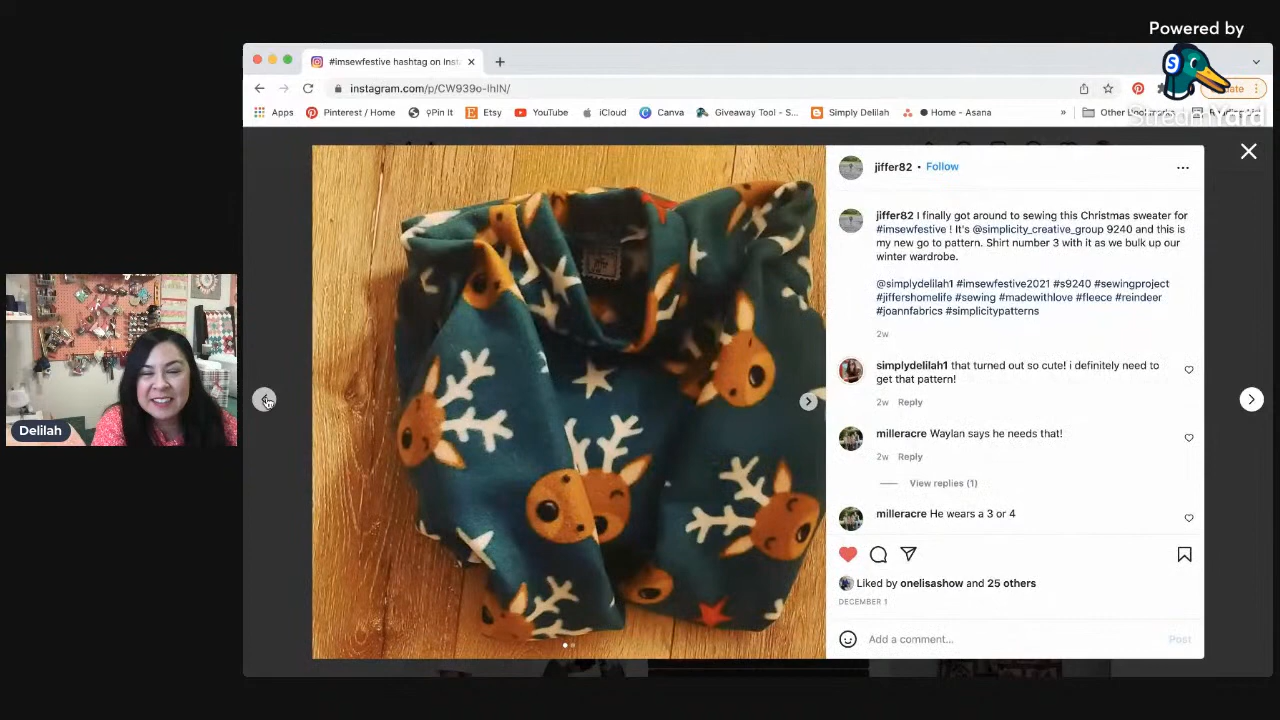 Powered by
StreamYard
#imsewfestive hashtag on Inst
instagram.com/p/CW939o-lhlN/
Apps
Pinterest / Home
Pin It
Etsy
YouTube
iCloud
Canva
Giveaway Tool - S...
Simply Delilah
Home - Asana
»
jiffer82 • Follow
jiffer82 I finally got around to sewing this Christmas sweater for
#imsewfestive ! It's @simplicity_creative_group 9240 and this is
my new go to pattern. Shirt number 3 with it as we bulk up our
winter wardrobe.
@simplydelilah1 #imsewfestive2021 #s9240 #sewingproject
#jiffershomelife #sewing #madewithlove #fleece #reindeer
#joannfabrics #simplicitypatterns
2w
simplydelilah1 that turned out so cute! i definitely need to
get that pattern!
2w Reply
milleracre Waylan says he needs that!
2w Reply
View replies (1)
milleracre He wears a 3 or 4
Liked by onelisashow and 25 others
DECEMBER 1
Add a comment...
Post
Delilah